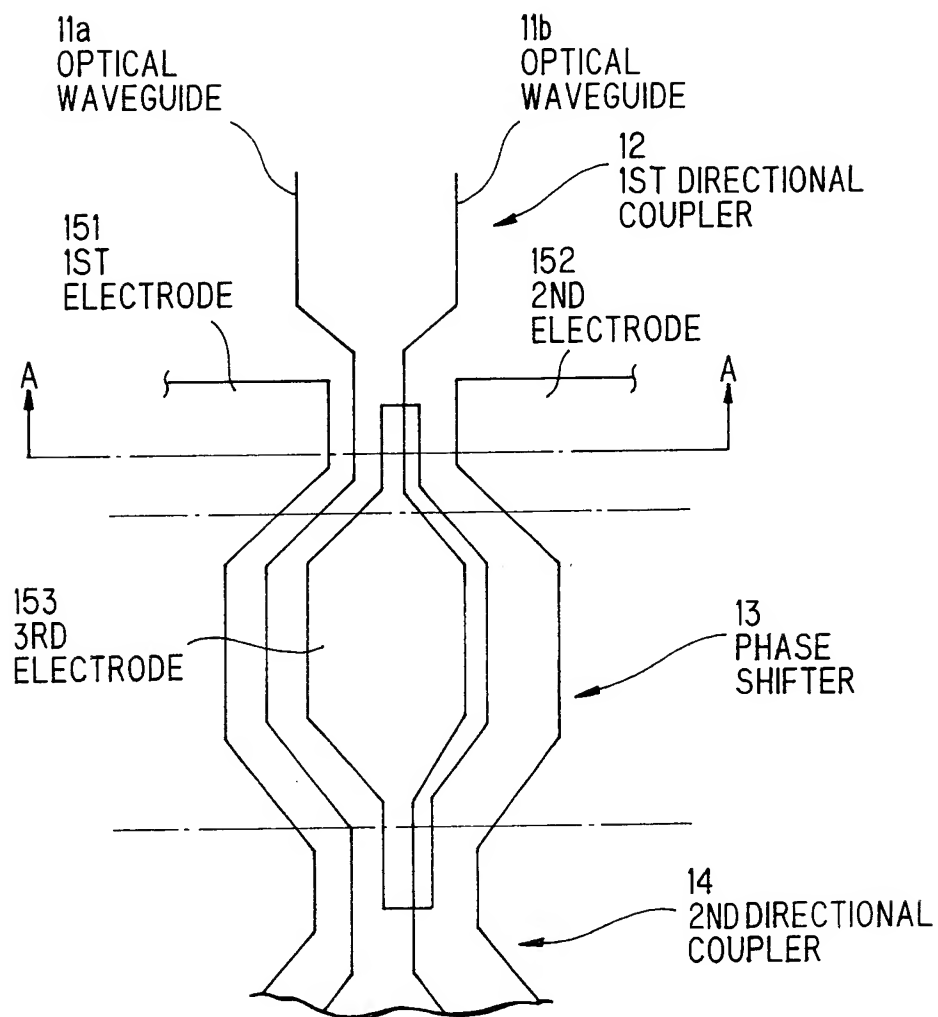 11a
OPTICAL
WAVEGUIDE
11b
OPTICAL
WAVEGUIDE
12
1ST DIRECTIONAL
COUPLER
151
1ST
ELECTRODE
152
2ND
ELECTRODE
A
A
153
3RD
ELECTRODE
13
PHASE
SHIFTER
14
2ND DIRECTIONAL
COUPLER